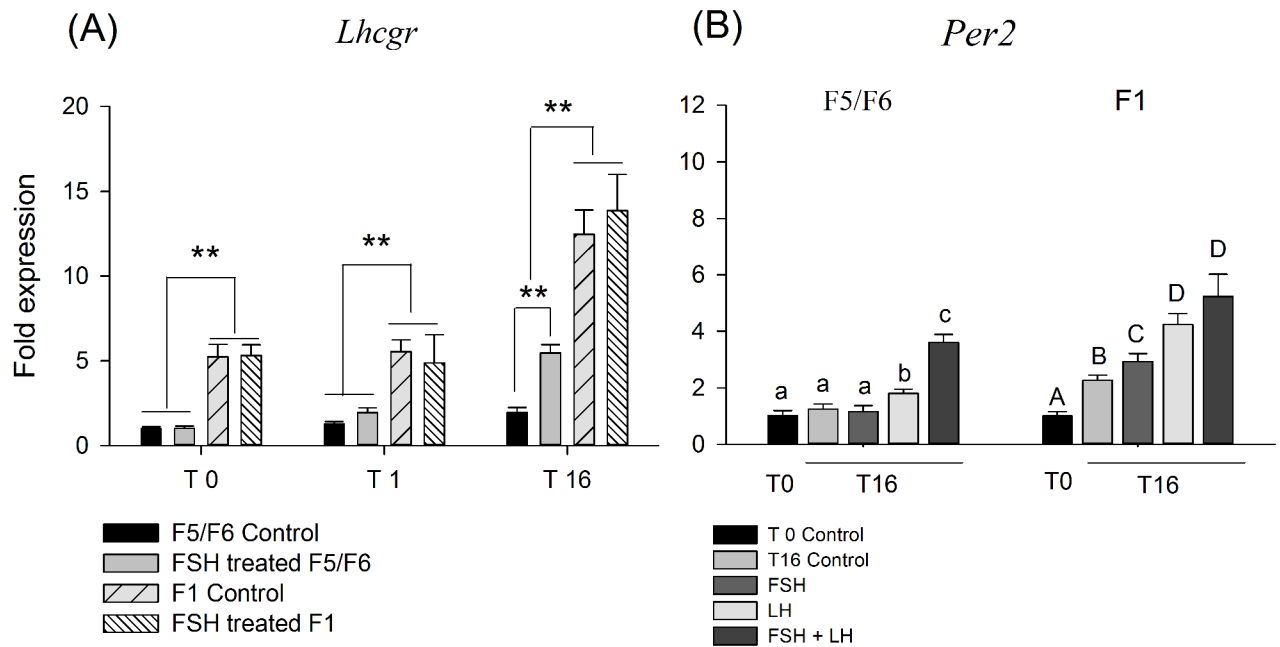 (A)
Lhcgr
Fold expression
20
15
10
5
0
**
**
**
**
T 0
T 1
T 16
F5/F6 Control
FSH treated F5/F6
F1 Control
FSH treated F1
(B)
Per2
F5/F6
F1
12
10
8
6
4
2
0
a
a
a
b
c
A
B
C
D
D
T0
T16
T0
T16
T 0 Control
T16 Control
FSH
LH
FSH + LH